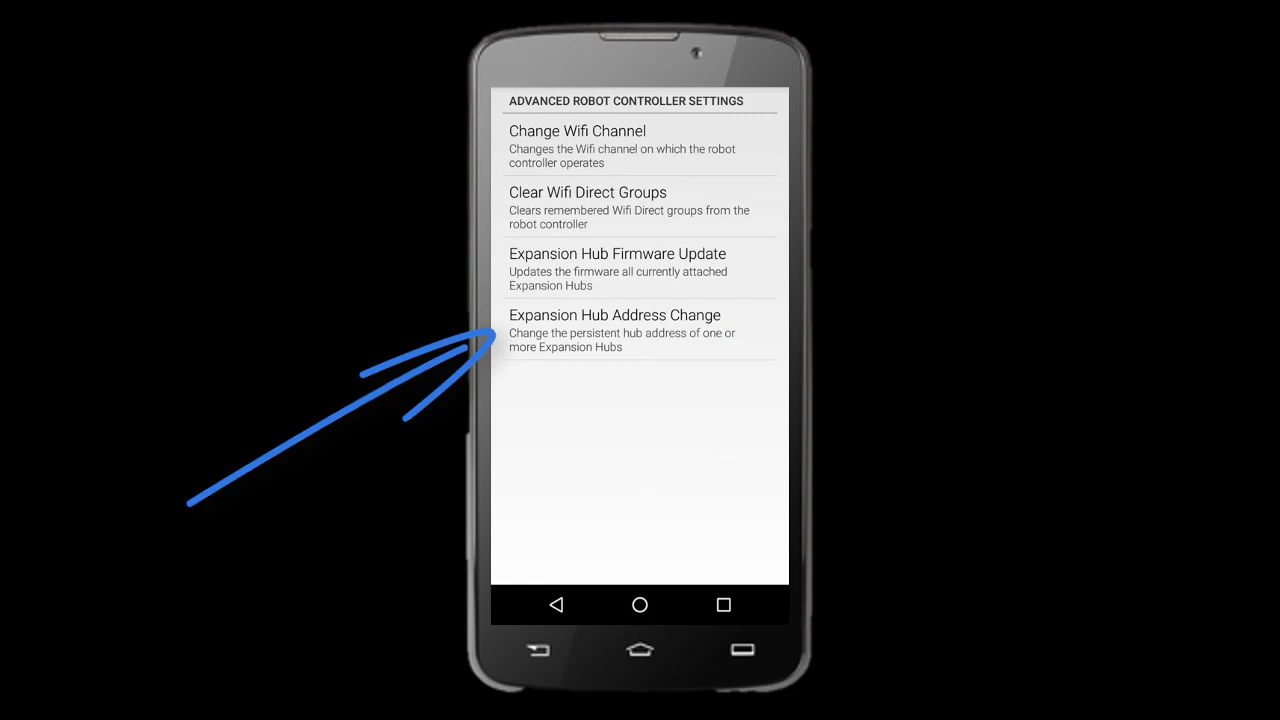 ADVANCED ROBOT CONTROLLER SETTINGS
Change Wifi Channel
Changes the Wifi channel on which the robot
controller operates
Clear Wifi Direct Groups
Clears remembered Wifi Direct groups from the
robot controller
Expansion Hub Firmware Update
Updates the firmware all currently attached
Expansion Hubs
Expansion Hub Address Change
Change the persistent hub address of one or
more Expansion Hubs